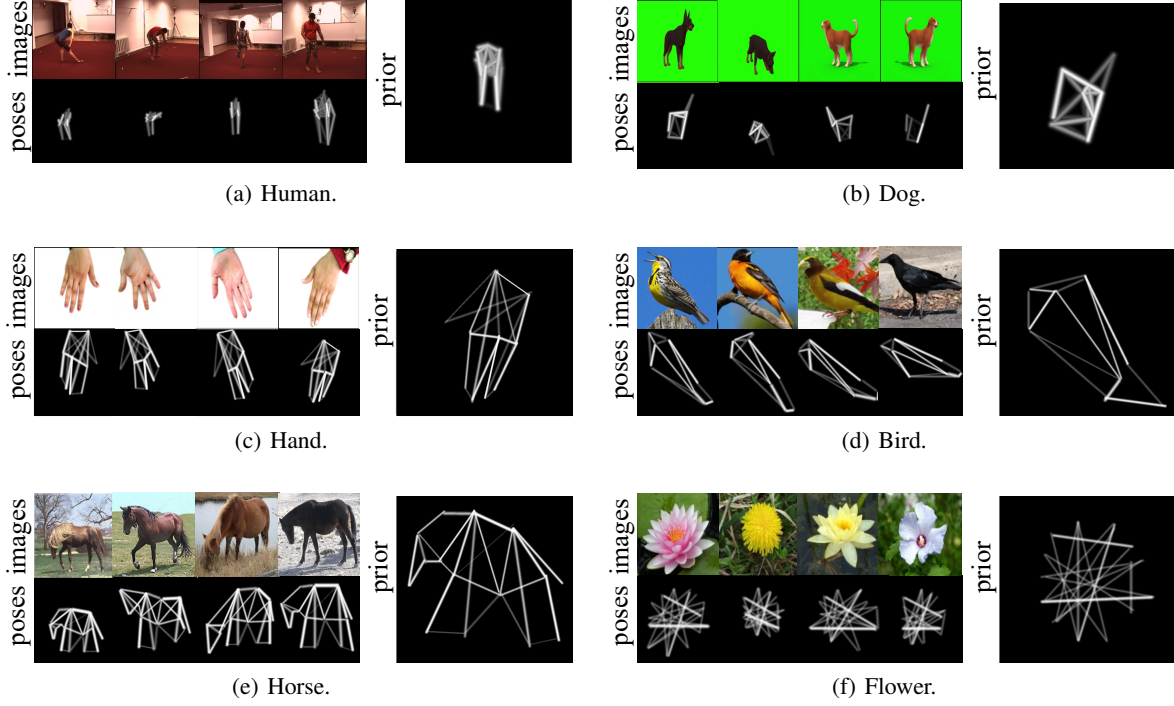 images
poses
prior
(a) Human.
images
poses
prior
(b) Dog.
images
poses
prior
(c) Hand.
images
poses
prior
(d) Bird.
images
poses
prior
(e) Horse.
images
poses
prior
(f) Flower.